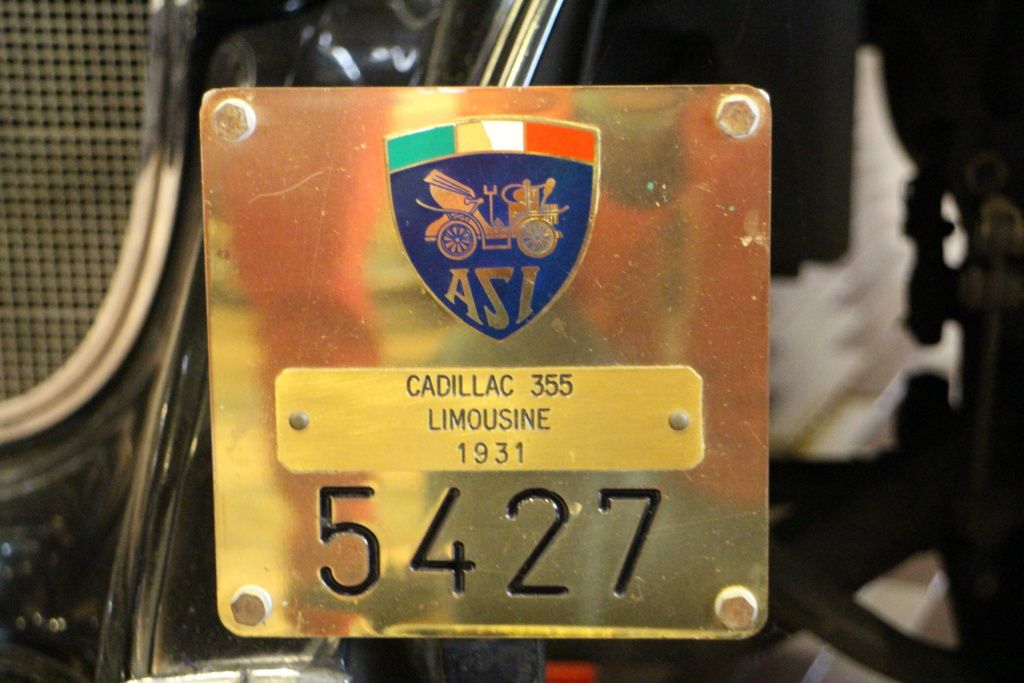 ASI
CADILLAC 355
LIMOUSINE
1931
5427